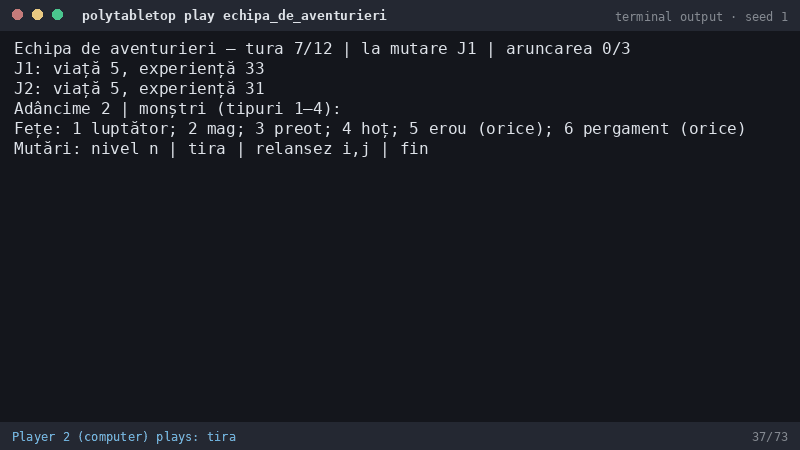 polytabletop play echipa_de_aventurieri
terminal output · seed 1
Echipa de aventurieri — tura 7/12 | la mutare J1 | aruncarea 0/3
J1: viață 5, experiență 33
J2: viață 5, experiență 31
Adâncime 2 | monștri (tipuri 1–4):
Fețe: 1 luptător; 2 mag; 3 preot; 4 hoț; 5 erou (orice); 6 pergament (orice)
Mutări: nivel n | tira | relansez i,j | fin
Player 2 (computer) plays: tira
37/73